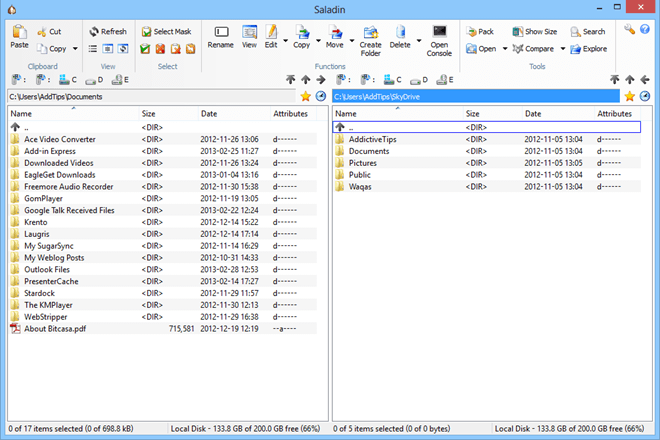 Saladin
Paste Cut Copy Clipboard
Refresh List
Select Mask Select
Rename View Edit Copy Move Create Folder Delete Open Console Functions
Pack Show Size Search
Open Compare Explore
Tools
C D E
C D E
C:\Users\AddTips\Documents
Name Size Date Attributes
.. <DIR>
Ace Video Converter <DIR> 2012-11-26 13:06 d------
Add-in Express <DIR> 2013-02-25 11:27 d------
Downloaded Videos <DIR> 2012-11-26 13:24 d------
EagleGet Downloads <DIR> 2013-01-04 13:16 d------
Freemore Audio Recorder <DIR> 2012-11-30 15:38 d------
GomPlayer <DIR> 2012-11-19 13:05 d------
Google Talk Received Files <DIR> 2013-02-22 12:24 d------
Krento <DIR> 2012-12-14 15:22 d------
Laugris <DIR> 2012-12-14 17:14 d------
My SugarSync <DIR> 2012-11-14 16:29 d------
My Weblog Posts <DIR> 2012-10-31 14:33 d------
Outlook Files <DIR> 2013-02-28 12:53 d------
PresenterCache <DIR> 2013-02-14 17:27 d------
Stardock <DIR> 2012-11-29 11:57 d------
The KMPlayer <DIR> 2012-11-30 12:13 d------
WebStripper <DIR> 2012-11-29 16:38 d------
About Bitcasa.pdf 715,581 2012-12-19 12:19 --a----
0 of 17 items selected (0 of 698.8 kB) Local Disk - 133.8 GB of 200.0 GB free (66%)
C:\Users\AddTips\SkyDrive
Name Size Date Attributes
.. <DIR>
AddictiveTips <DIR> 2012-11-05 13:04 d------
Documents <DIR> 2012-11-05 13:04 d------
Pictures <DIR> 2012-11-05 13:05 d------
Public <DIR> 2012-11-05 13:04 d------
Waqas <DIR> 2012-11-05 13:04 d------
0 of 5 items selected (0 of 0 bytes) Local Disk - 133.8 GB of 200.0 GB free (66%)